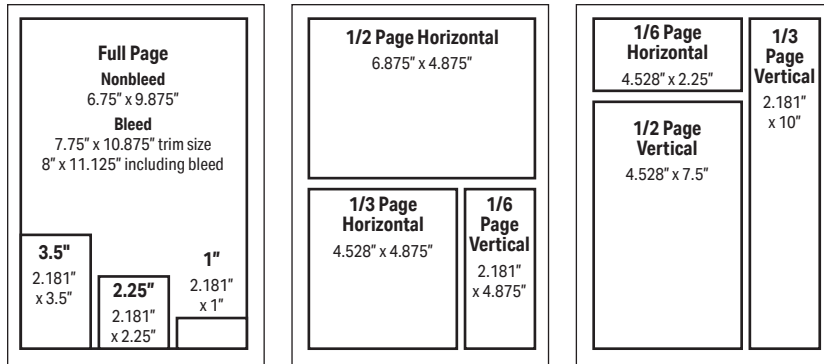 Full Page
Nonbleed
6.75" x 9.875"
Bleed
7.75" x 10.875" trim size
8" x 11.125" including bleed
3.5"
2.181"
x 3.5"
2.25"
2.181"
x 2.25"
1"
2.181"
x 1"
1/2 Page Horizontal
6.875" x 4.875"
1/3 Page
Horizontal
4.528" x 4.875"
1/6
Page
Vertical
2.181"
x 4.875"
1/6 Page
Horizontal
4.528" x 2.25"
1/2 Page
Vertical
4.528" x 7.5"
1/3
Page
Vertical
2.181"
x 10"